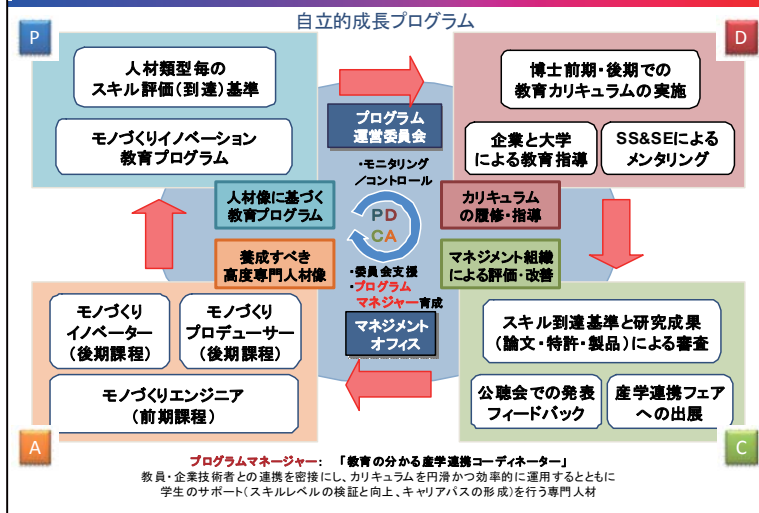 自立的成長プログラム
P
人材類型毎の
スキル評価(到達)基準
モノづくりイノベーション
教育プログラム
D
博士前期・後期での
教育カリキュラムの実施
企業と大学
による教育指導
SS&SEによる
メンタリング
プログラム
運営委員会
・モニタリング
／コントロール
人材像に基づく
教育プログラム
カリキュラム
の履修・指導
PD
CA
養成すべき
高度専門人材像
マネジメント組織
による評価・改善
・委員会支援
・プログラム
マネジャー育成
マネジメント
オフィス
モノづくり
イノベーター
(後期課程)
モノづくり
プロデューサー
(後期課程)
モノづくりエンジニア
(前期課程)
A
スキル到達基準と研究成果
(論文・特許・製品)による審査
公聴会での発表
フィードバック
産学連携フェア
への出展
C
プログラムマネージャー： 「教育の分かる産学連携コーディネーター」
教員・企業技術者との連携を密接にし、カリキュラムを円滑かつ効率的に運用するとともに
学生のサポート(スキルレベルの検証と向上、キャリアパスの形成)を行う専門人材